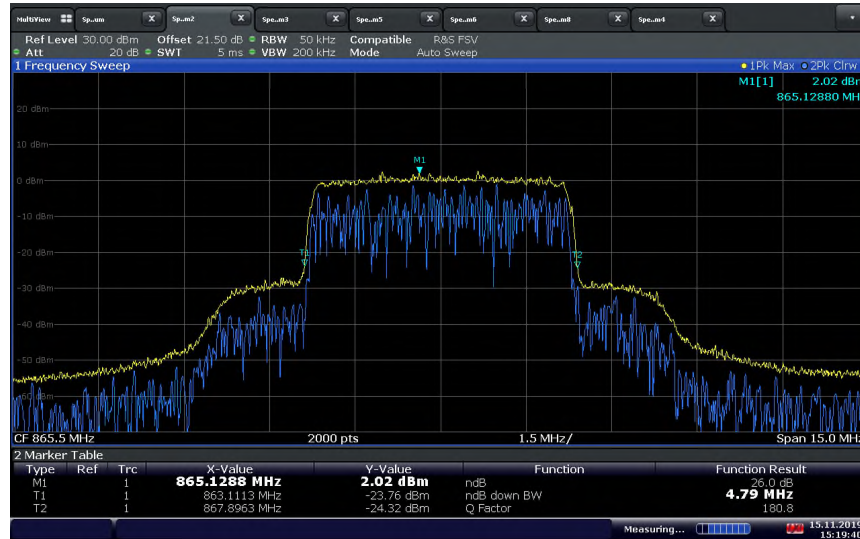 MultiView Sp..um X Sp..m2 X Spe..m3 X Spe..m5 X Spe..m6 X Spe..m8 X Spe..m4 X
Ref Level 30.00 dBm Offset 21.50 dB RBW 50 kHz Compatible R&S FSV
Att 20 dB SWT 5 ms VBW 200 kHz Mode Auto Sweep
1 Frequency Sweep 1Pk Max 2Pk Clrw
M1[1] 2.02 dBm
865.12880 MH
20 dBm
10 dBm
M1
0 dBm
-10 dBm
-20 dBm
T1 T2
-30 dBm
-40 dBm
-50 dBm
-60 dBm
CF 865.5 MHz 2000 pts 1.5 MHz/ Span 15.0 MHz
2 Marker Table
Type Ref Trc X-Value Y-Value Function Function Result
M1 1 865.1288 MHz 2.02 dBm ndB 26.0 dB
T1 1 863.1113 MHz -23.76 dBm ndB down BW 4.79 MHz
T2 1 867.8963 MHz -24.32 dBm Q Factor 180.8
Measuring... 15.11.2019
15:19:40